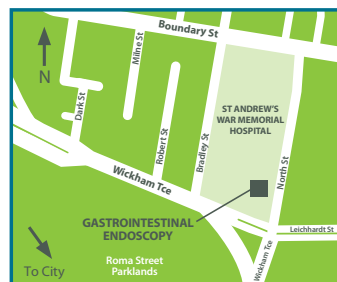 Boundary St
Milne St
N
Dark St
Robert St
Bradley St
ST ANDREW'S
WAR MEMORIAL
HOSPITAL
North St
Wickham Tce
GASTROINTESTINAL
ENDOSCOPY
Leichhardt St
Roma Street
Parklands
To City
Wickham Tce